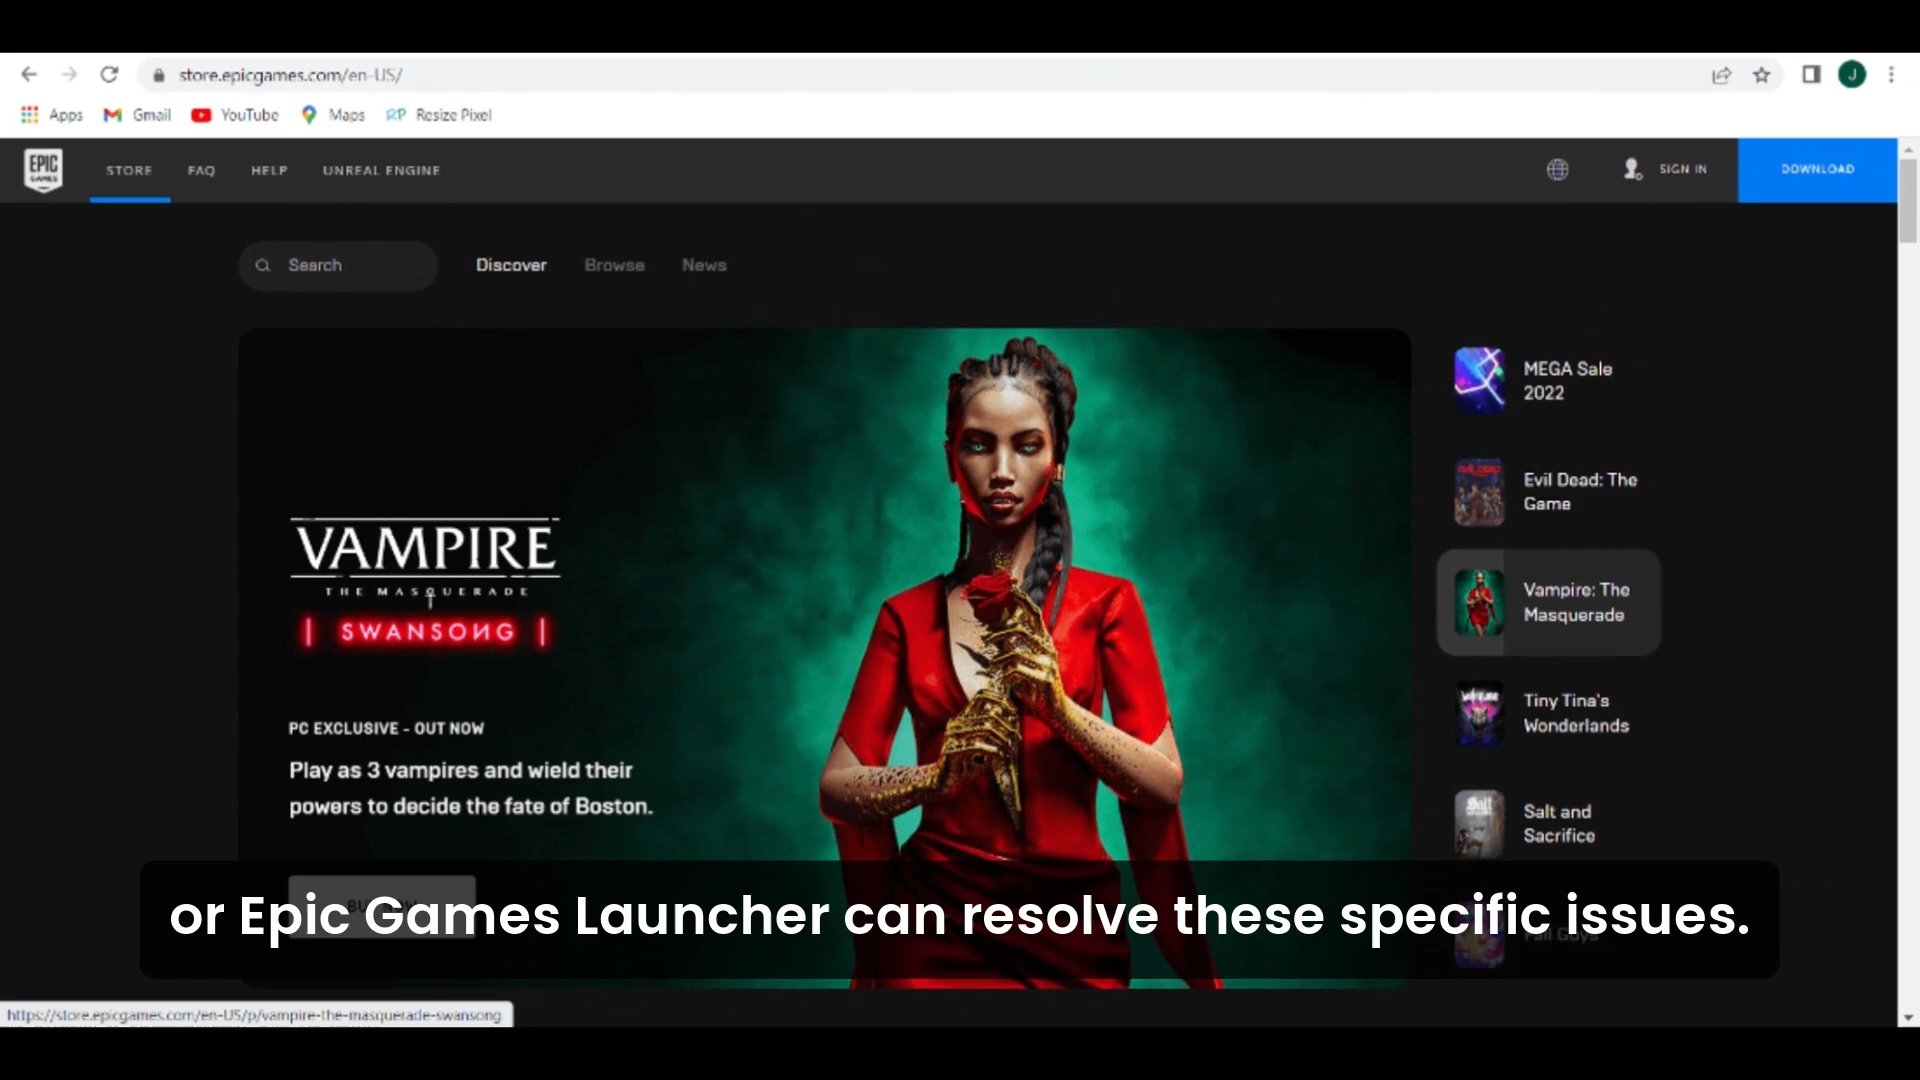 store.epicgames.com/en-US/
J
Apps
Gmail
YouTube
Maps
RP Resize Pixel
EPIC
GAMES
STORE
FAQ
HELP
UNREAL ENGINE
SIGN IN
DOWNLOAD
Search
Discover
Browse
News
VAMPIRE
THE MASQUERADE
SWANSONG
PC EXCLUSIVE - OUT NOW
Play as 3 vampires and wield their
powers to decide the fate of Boston.
MEGA Sale
2022
Evil Dead: The
Game
Vampire: The
Masquerade
Tiny Tina's
Wonderlands
Salt and
Sacrifice
Fall Guys
or Epic Games Launcher can resolve these specific issues.
https://store.epicgames.com/en-US/p/vampire-the-masquerade-swansong